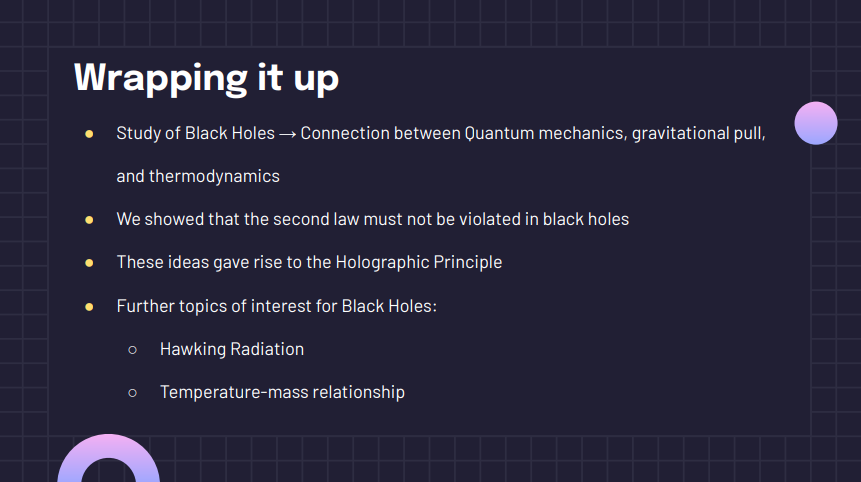 Wrapping it up
● Study of Black Holes → Connection between Quantum mechanics, gravitational pull,
and thermodynamics
● We showed that the second law must not be violated in black holes
● These ideas gave rise to the Holographic Principle
● Further topics of interest for Black Holes:
○ Hawking Radiation
○ Temperature-mass relationship